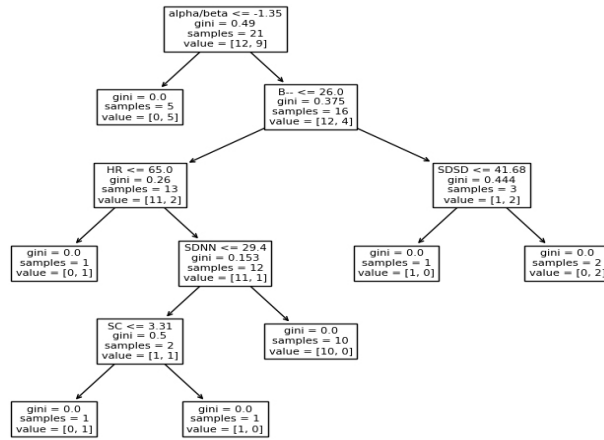 alpha/beta <= -1.35
gini = 0.49
samples = 21
value = [12, 9]
gini = 0.0
samples = 5
value = [0, 5]
B-- <= 26.0
gini = 0.375
samples = 16
value = [12, 4]
HR <= 65.0
gini = 0.26
samples = 13
value = [11, 2]
SDSD <= 41.68
gini = 0.444
samples = 3
value = [1, 2]
gini = 0.0
samples = 1
value = [0, 1]
SDNN <= 29.4
gini = 0.153
samples = 12
value = [11, 1]
gini = 0.0
samples = 1
value = [1, 0]
gini = 0.0
samples = 2
value = [0, 2]
SC <= 3.31
gini = 0.5
samples = 2
value = [1, 1]
gini = 0.0
samples = 10
value = [10, 0]
gini = 0.0
samples = 1
value = [0, 1]
gini = 0.0
samples = 1
value = [1, 0]